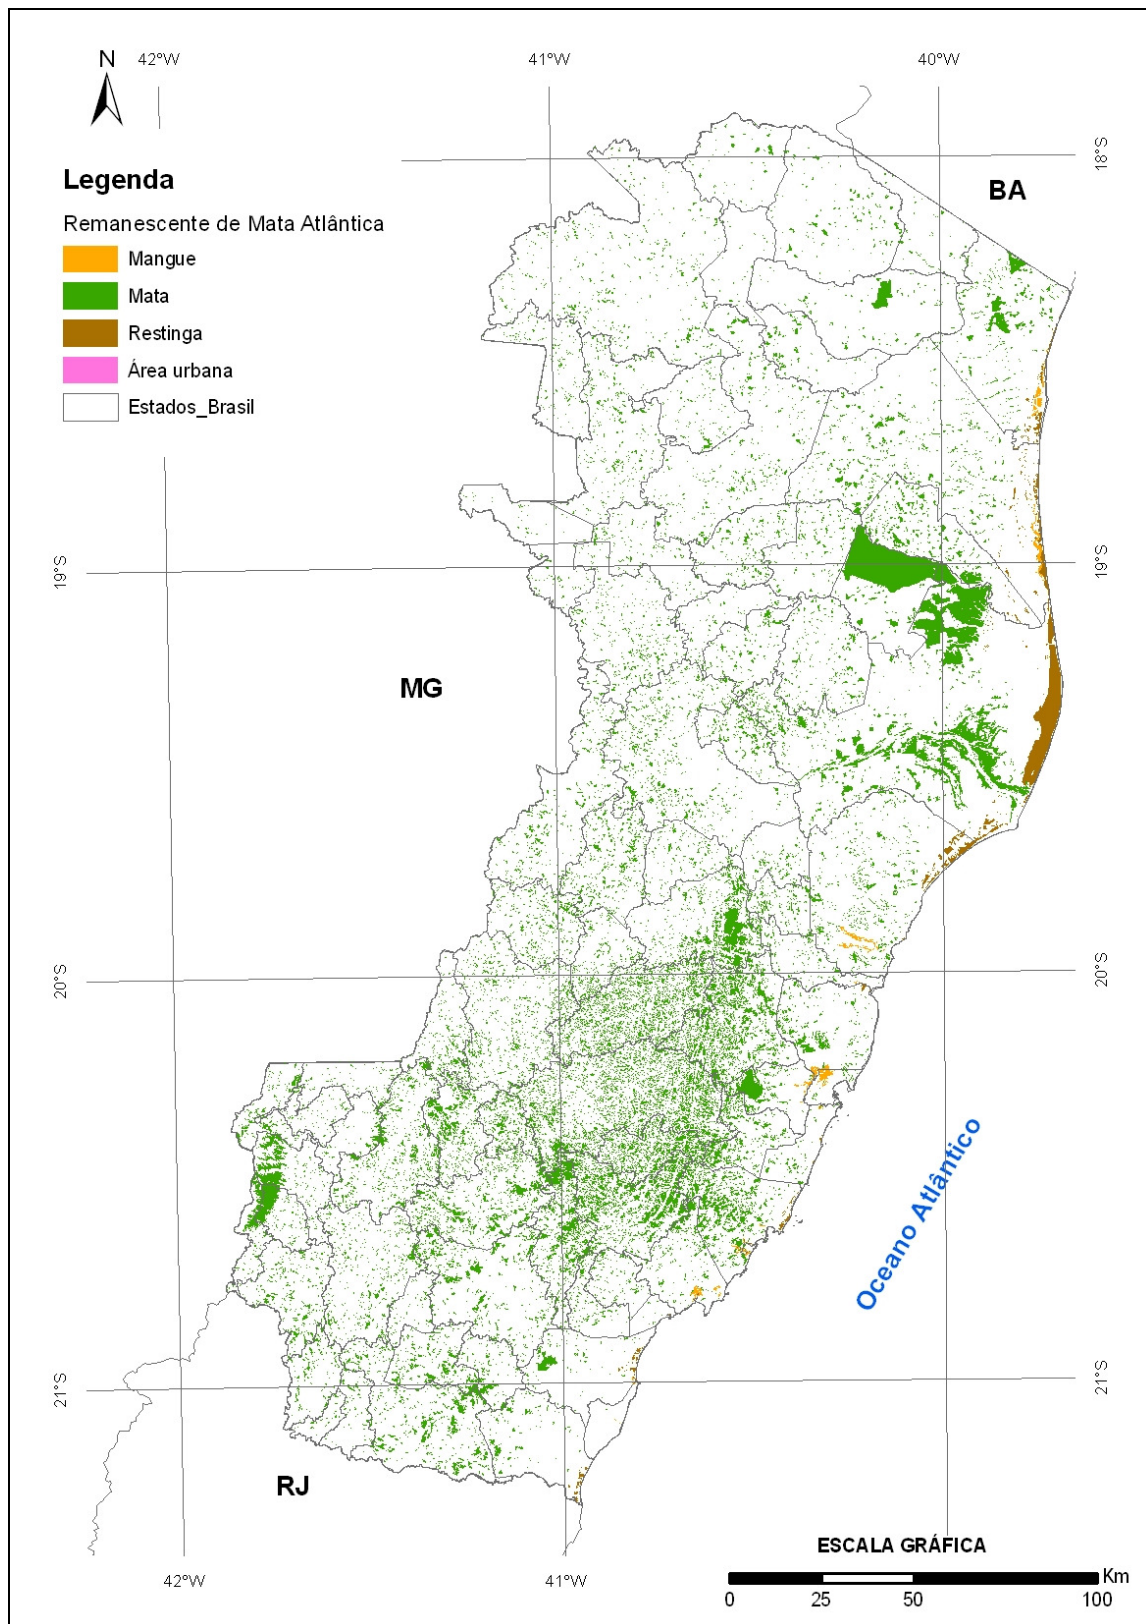 N
42°W
41°W
40°W
18°S
BA
Legenda
Remanescente de Mata Atlântica
Mangue
Mata
Restinga
Área urbana
Estados_Brasil
19°S
19°S
MG
20°S
20°S
Oceano Atlântico
21°S
21°S
RJ
ESCALA GRÁFICA
Km
0
25
50
100
42°W
41°W